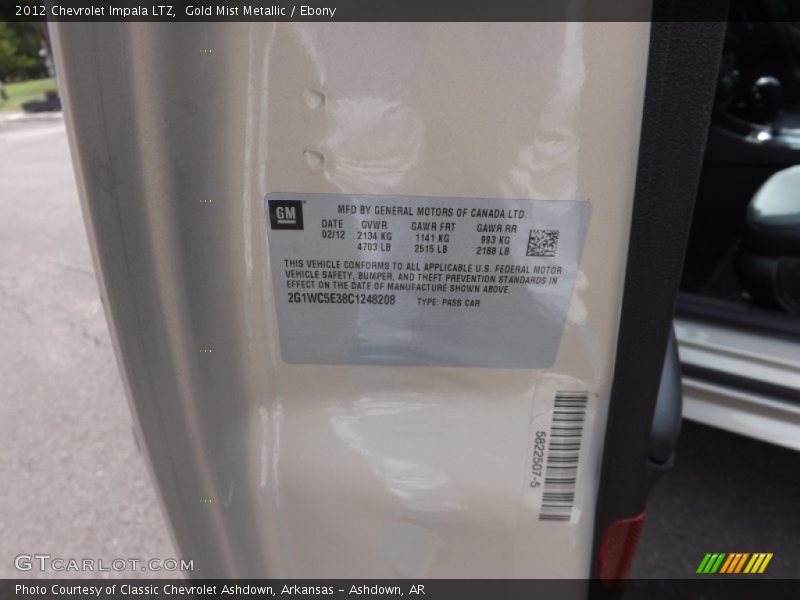 2012 Chevrolet Impala LTZ,  Gold Mist Metallic / Ebony
GM
MFD BY GENERAL MOTORS OF CANADA LTD.
DATE GVWR GAWR FRT GAWR RR
02/12 2134 KG 1141 KG 993 KG
4703 LB 2515 LB 2188 LB
THIS VEHICLE CONFORMS TO ALL APPLICABLE U.S. FEDERAL MOTOR
VEHICLE SAFETY, BUMPER, AND THEFT PREVENTION STANDARDS IN
EFFECT ON THE DATE OF MANUFACTURE SHOWN ABOVE.
2G1WC5E38C1248208 TYPE: PASS CAR
5822507-5
GTCARLOT.COM
Photo Courtesy of Classic Chevrolet Ashdown, Arkansas - Ashdown, AR